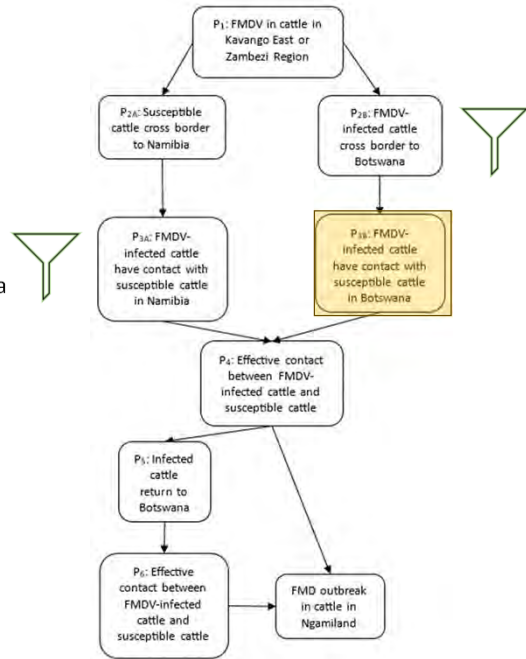 P1: FMDV in cattle in
Kavango East or
Zambezi Region
P2A: Susceptible
cattle cross border
to Namibia
P2B: FMDV-
infected cattle
cross border to
Botswana
P3A: FMDV-
infected cattle
have contact with
susceptible cattle
in Namibia
P3B: FMDV-
infected cattle
have contact with
susceptible cattle
in Botswana
a
P4: Effective contact
between FMDV-
infected cattle and
susceptible cattle
P5: Infected
cattle
return to
Botswana
P6: Effective
contact between
FMDV-infected
cattle and
susceptible cattle
FMD outbreak
in cattle in
Ngamiland